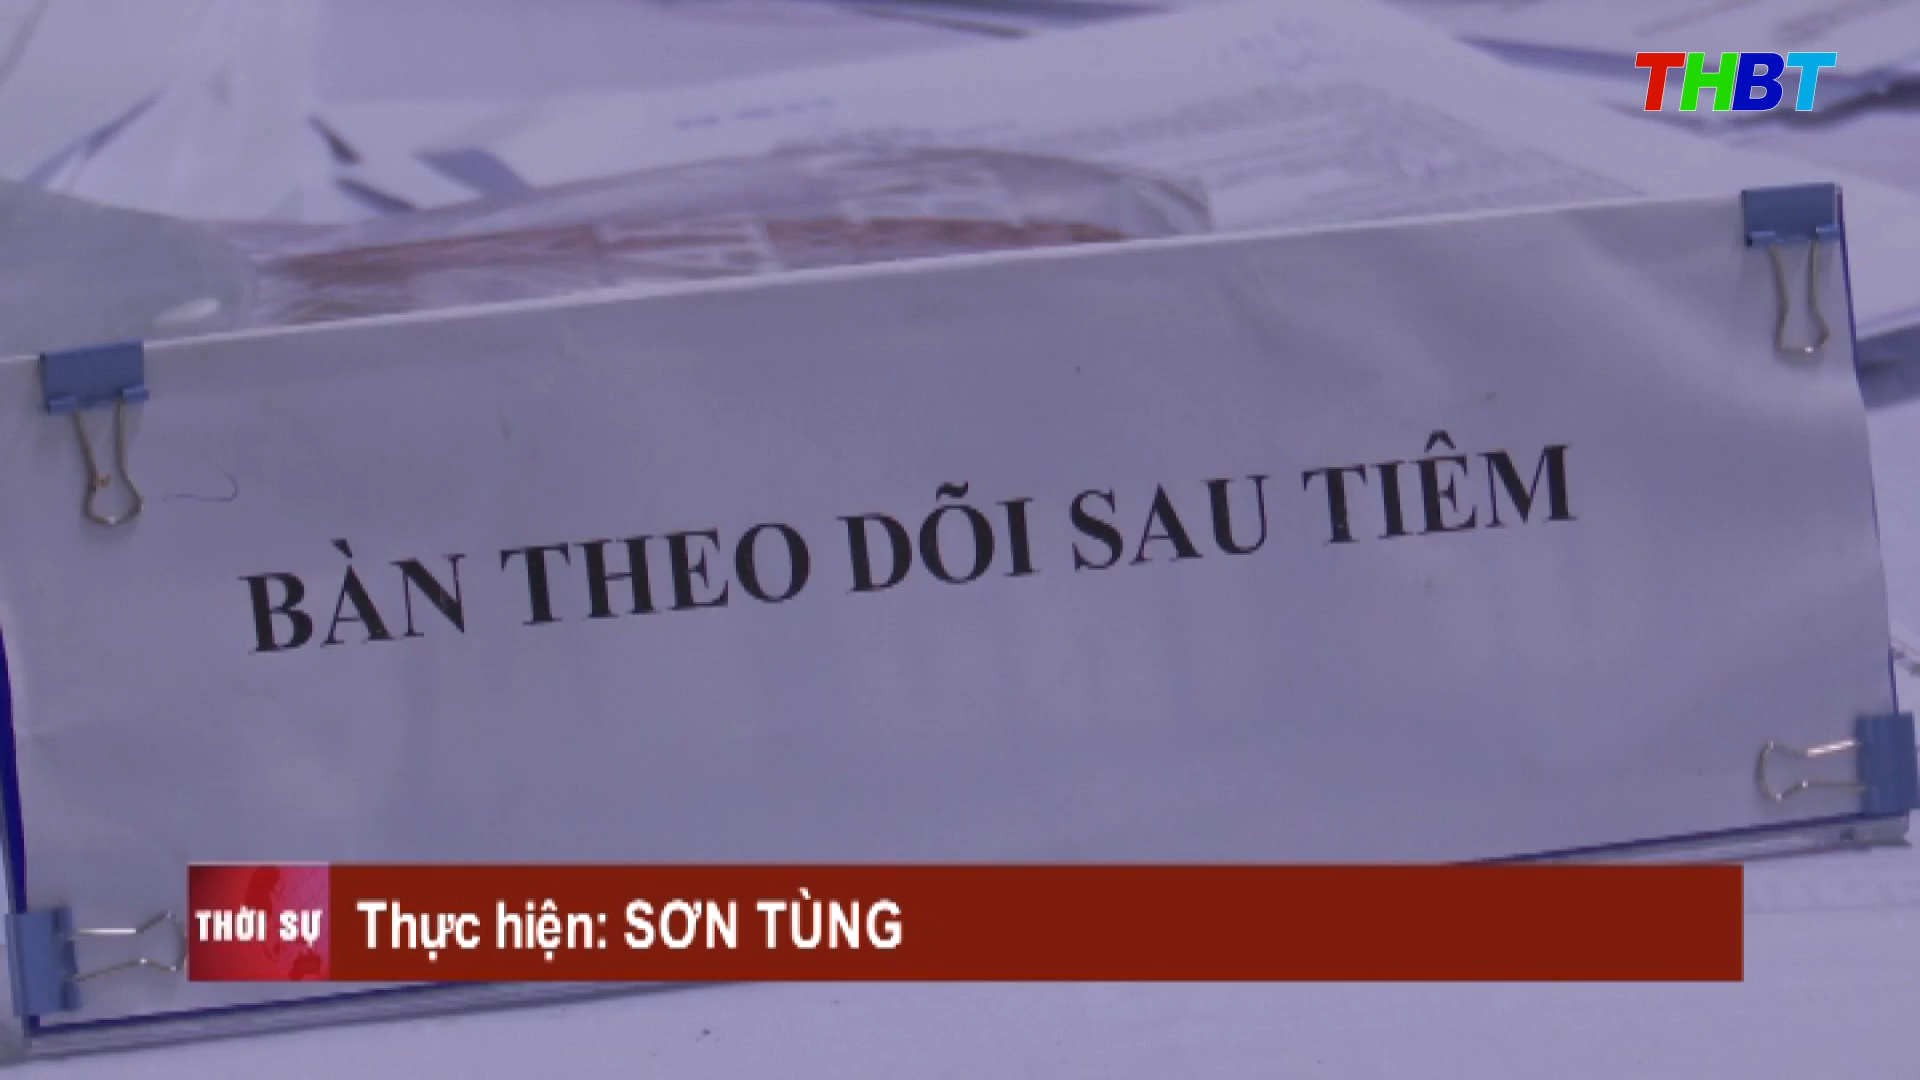 THBT
BÀN THEO DÕI SAU TIÊM
THỜI SỰ
Thực hiện: SƠN TÙNG